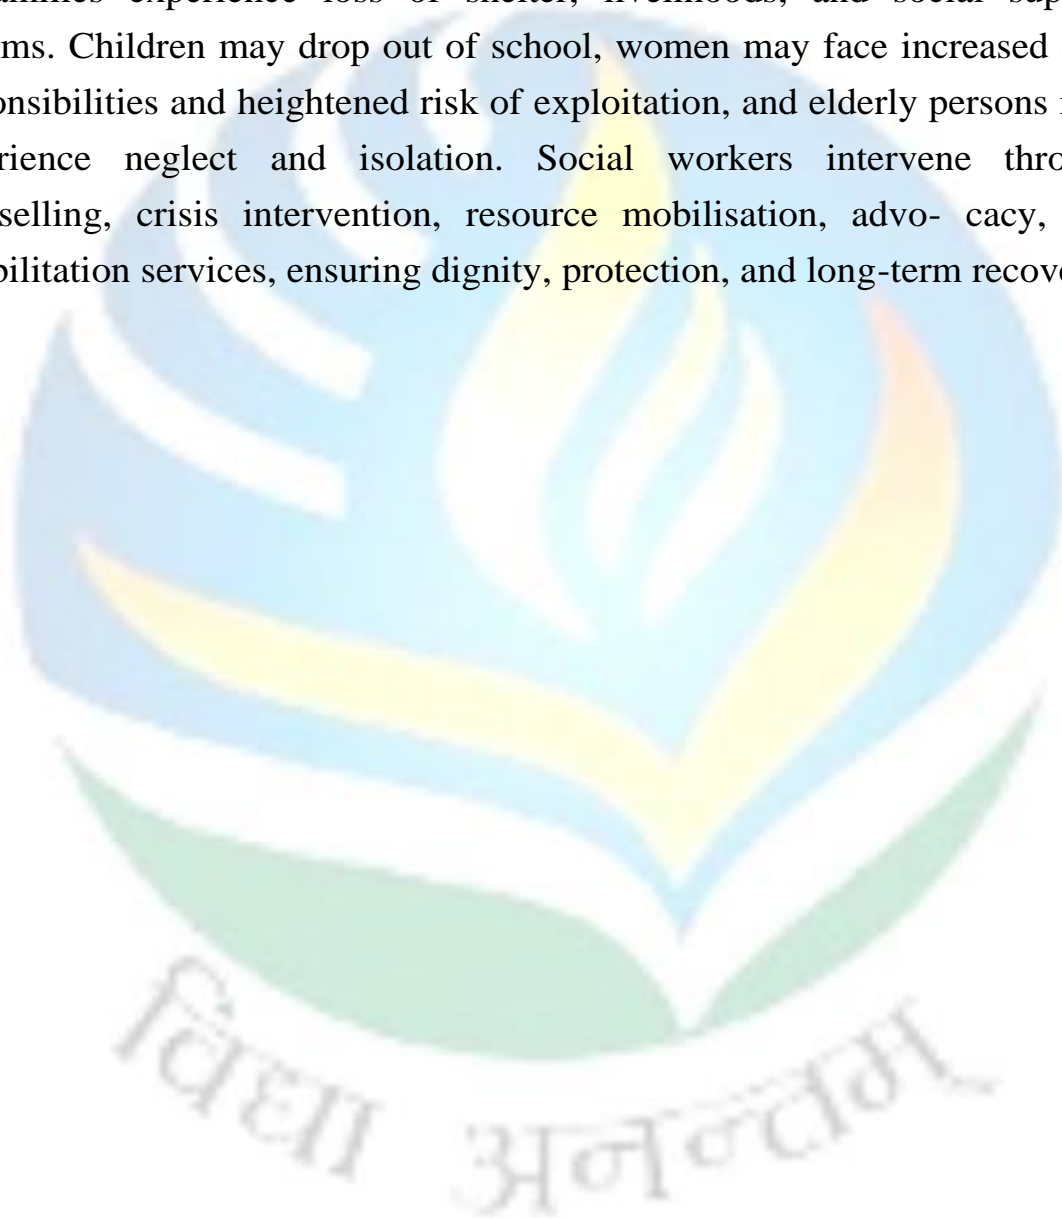 amilies experience loss of shelter, livelihoods, and social sup
ms. Children may drop out of school, women may face increased
onsibilities and heightened risk of exploitation, and elderly persons
rience neglect and isolation. Social workers intervene thro
selling, crisis intervention, resource mobilisation, advo- cacy,
bilitation services, ensuring dignity, protection, and long-term recov
विद्या अनन्तम्